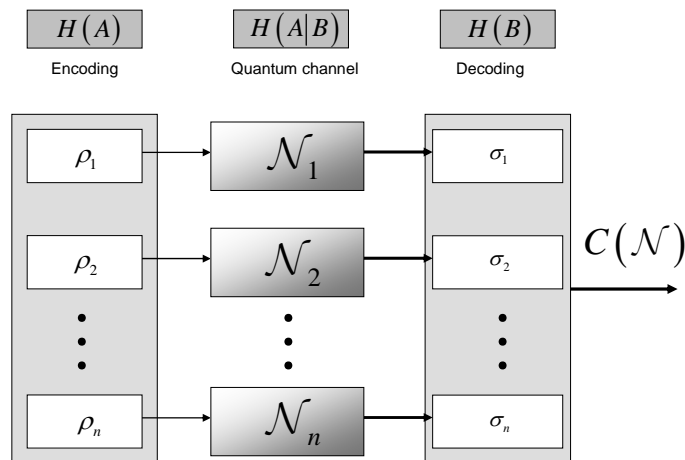 H(A) H(A|B) H(B)
Encoding Quantum channel Decoding
ρ₁ 𝒩₁ σ₁
ρ₂ 𝒩₂ σ₂
C(𝒩)
ρₙ 𝒩ₙ σₙ